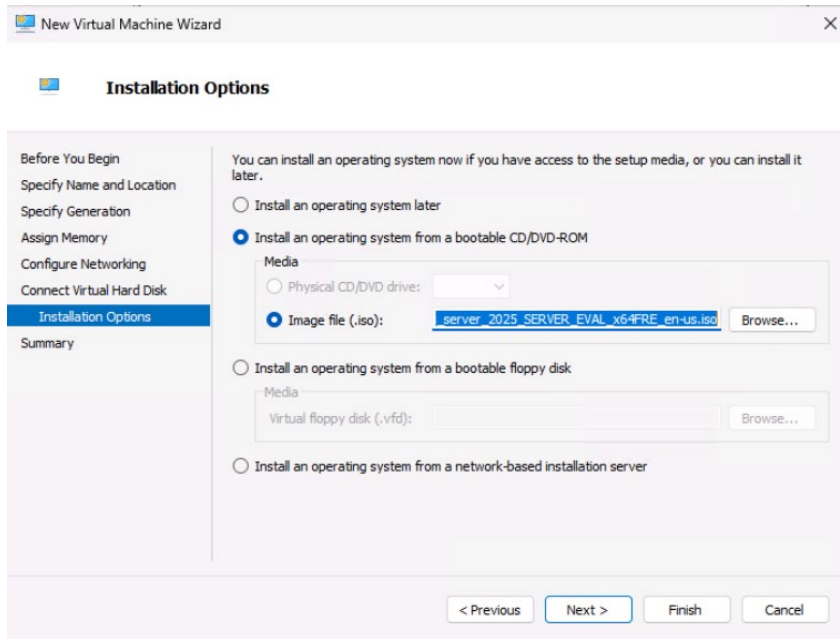 New Virtual Machine Wizard
Installation Options
Before You Begin
Specify Name and Location
Specify Generation
Assign Memory
Configure Networking
Connect Virtual Hard Disk
Installation Options
Summary
You can install an operating system now if you have access to the setup media, or you can install it
later.
Install an operating system later
Install an operating system from a bootable CD/DVD-ROM
Media
Physical CD/DVD drive:
Image file (.iso):
_server_2025_SERVER_EVAL_x64FRE_en-us.iso
Browse...
Install an operating system from a bootable floppy disk
Media
Virtual floppy disk (.vfd):
Browse...
Install an operating system from a network-based installation server
< Previous
Next >
Finish
Cancel